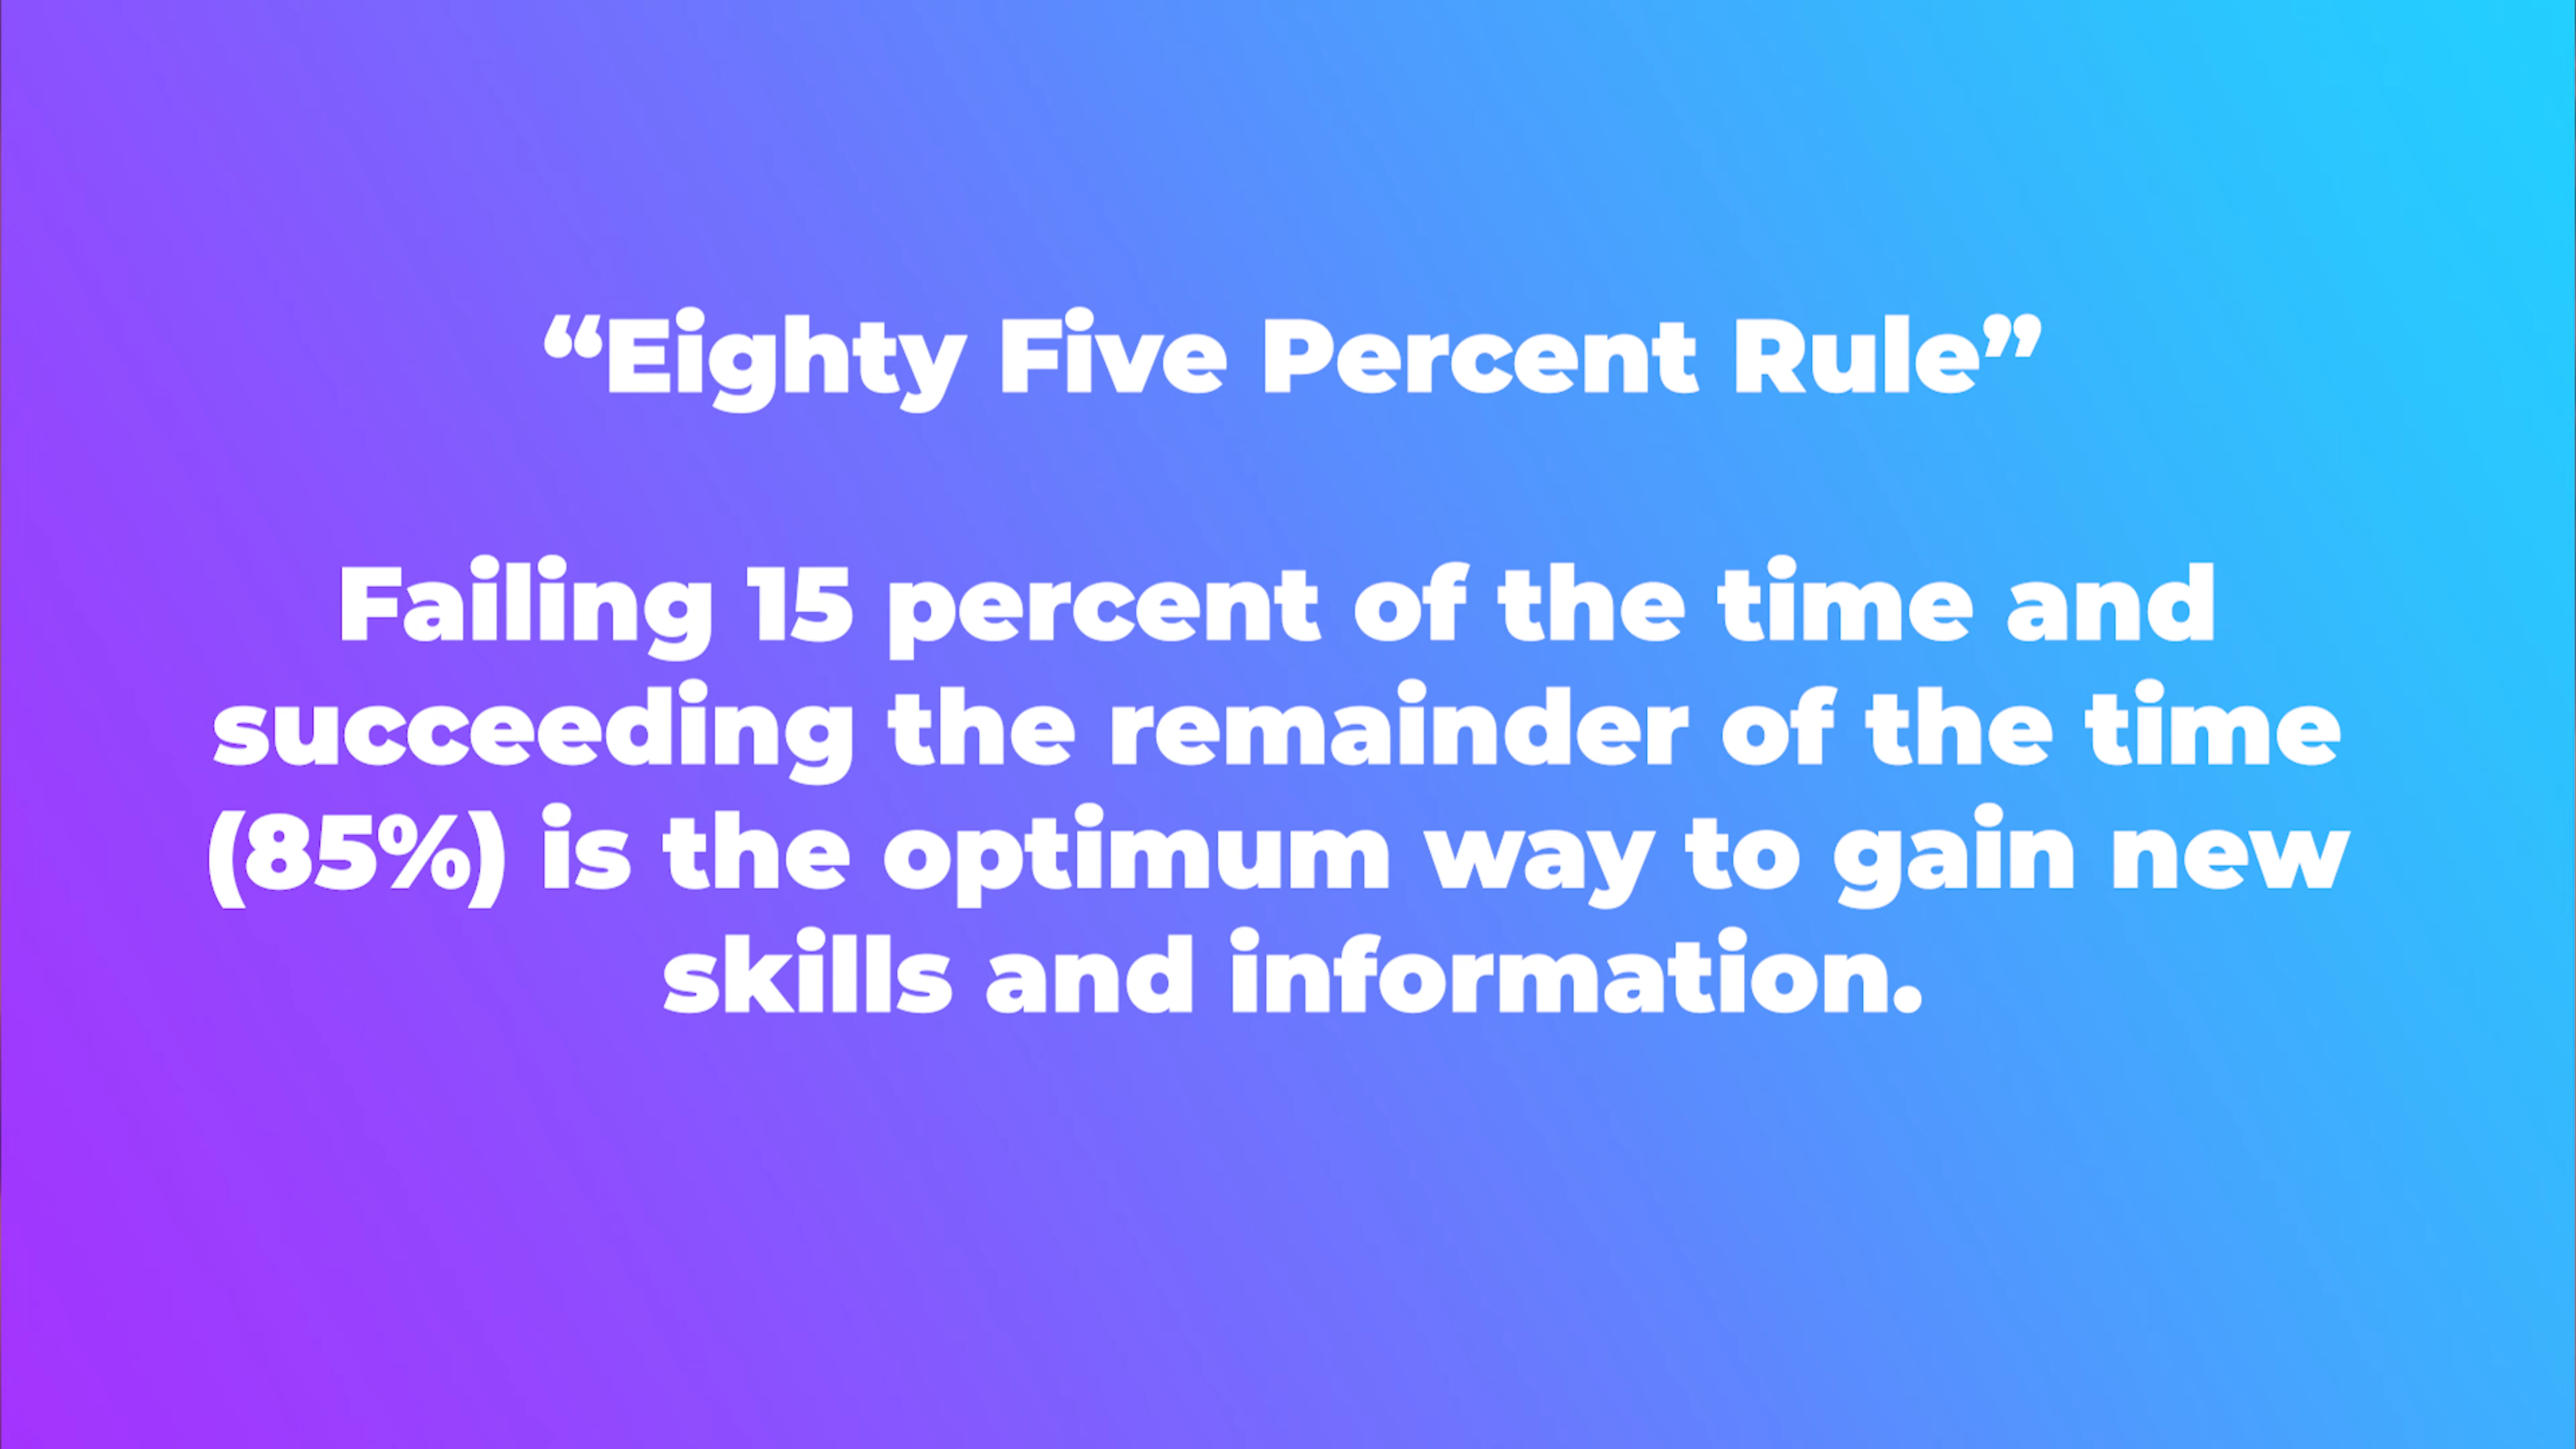 “Eighty Five Percent Rule”
Failing 15 percent of the time and
succeeding the remainder of the time
(85%) is the optimum way to gain new
skills and information.